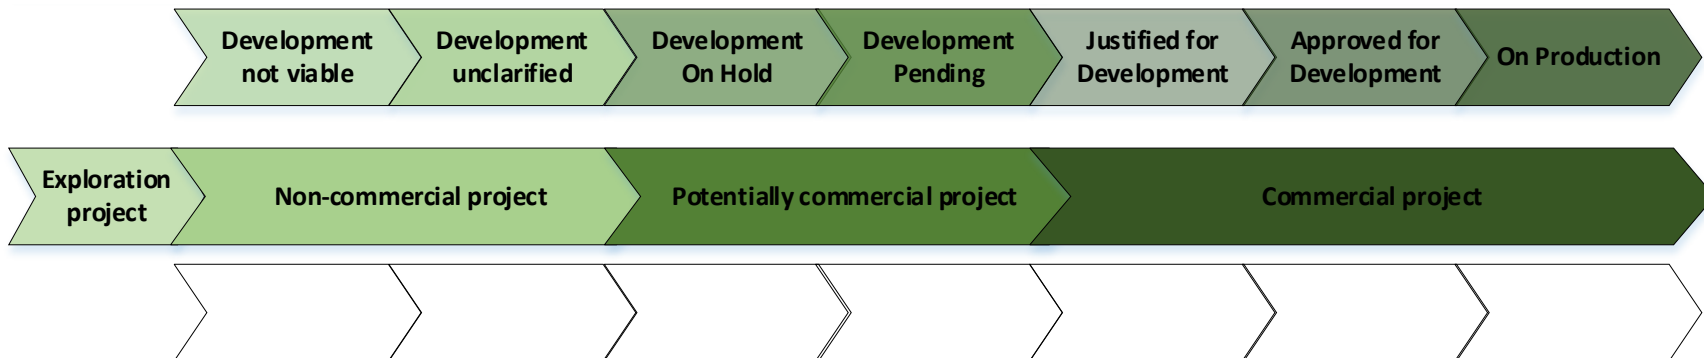 Development
not viable
Development
unclarified
Development
On Hold
Development
Pending
Justified for
Development
Approved for
Development
On Production
Exploration
project
Non-commercial project
Potentially commercial project
Commercial project